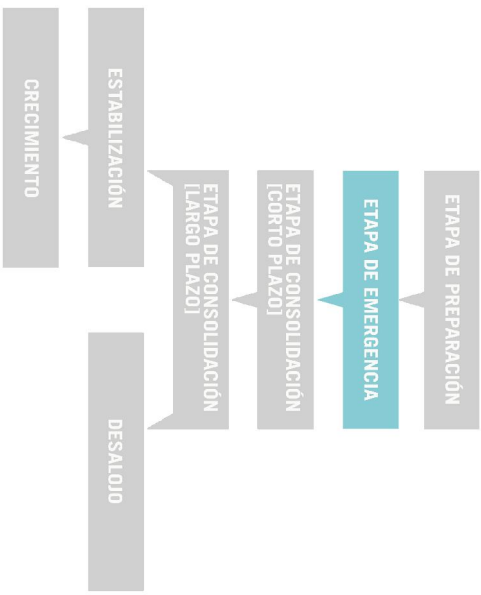 ETAPA DE PREPARACIÓN
ETAPA DE EMERGENCIA
ETAPA DE CONSOLIDACIÓN
[CORTO PLAZO]
ETAPA DE CONSOLIDACIÓN
[LARGO PLAZO]
ESTABILIZACIÓN
DESALOJO
CRECIMIENTO